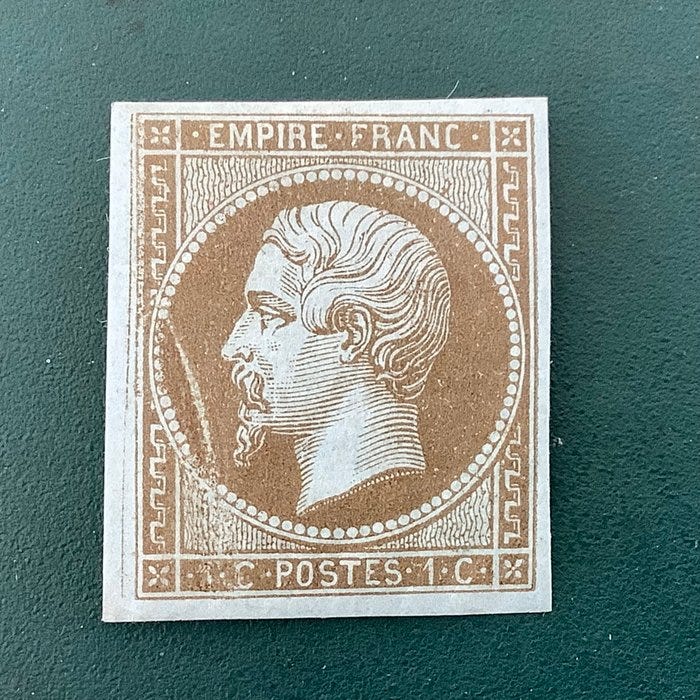 · EMPIRE · FRANC ·
· 1 · C · POSTES · 1 · C ·